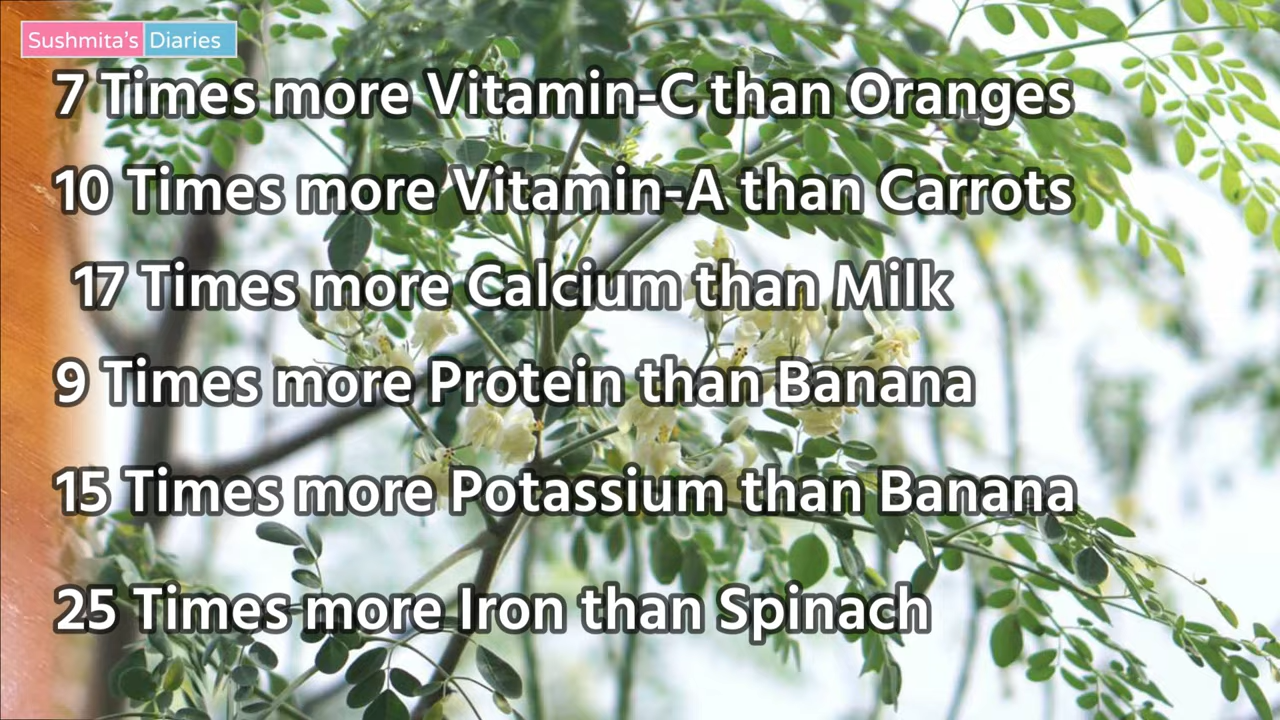 Sushmita's Diaries
7 Times more Vitamin-C than Oranges
10 Times more Vitamin-A than Carrots
17 Times more Calcium than Milk
9 Times more Protein than Banana
15 Times more Potassium than Banana
25 Times more Iron than Spinach